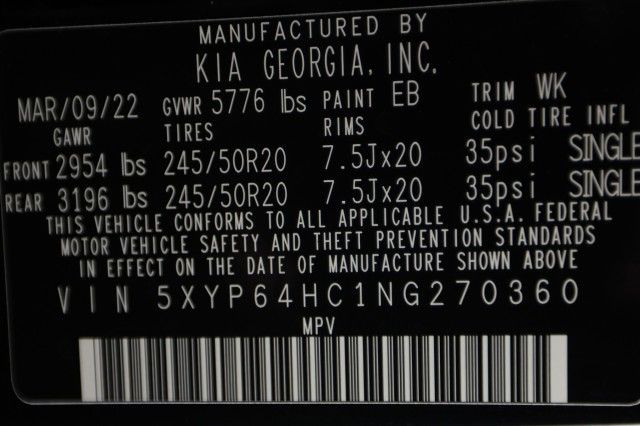 MANUFACTURED BY
KIA GEORGIA, INC.
MAR/09/22 GVWR 5776 lbs PAINT EB TRIM WK
GAWR TIRES RIMS COLD TIRE INFL
FRONT 2954 lbs 245/50R20 7.5Jx20 35psi SINGLE
REAR 3196 lbs 245/50R20 7.5Jx20 35psi SINGLE
THIS VEHICLE CONFORMS TO ALL APPLICABLE U.S.A. FEDERAL
MOTOR VEHICLE SAFETY AND THEFT PREVENTION STANDARDS
IN EFFECT ON THE DATE OF MANUFACTURE SHOWN ABOVE
VIN 5XYP64HC1NG270360
MPV